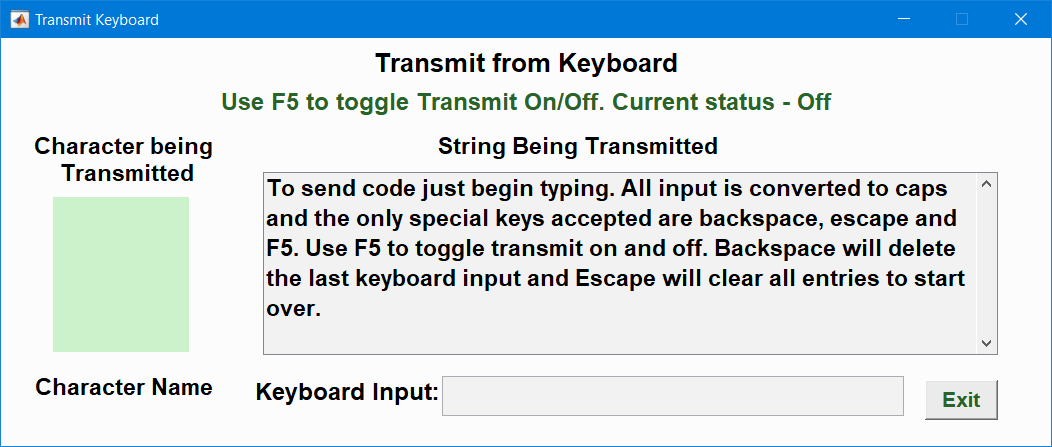 Transmit Keyboard
Transmit from Keyboard
Use F5 to toggle Transmit On/Off. Current status - Off
Character being
Transmitted
String Being Transmitted
To send code just begin typing. All input is converted to caps
and the only special keys accepted are backspace, escape and
F5. Use F5 to toggle transmit on and off. Backspace will delete
the last keyboard input and Escape will clear all entries to start
over.
Character Name
Keyboard Input:
Exit